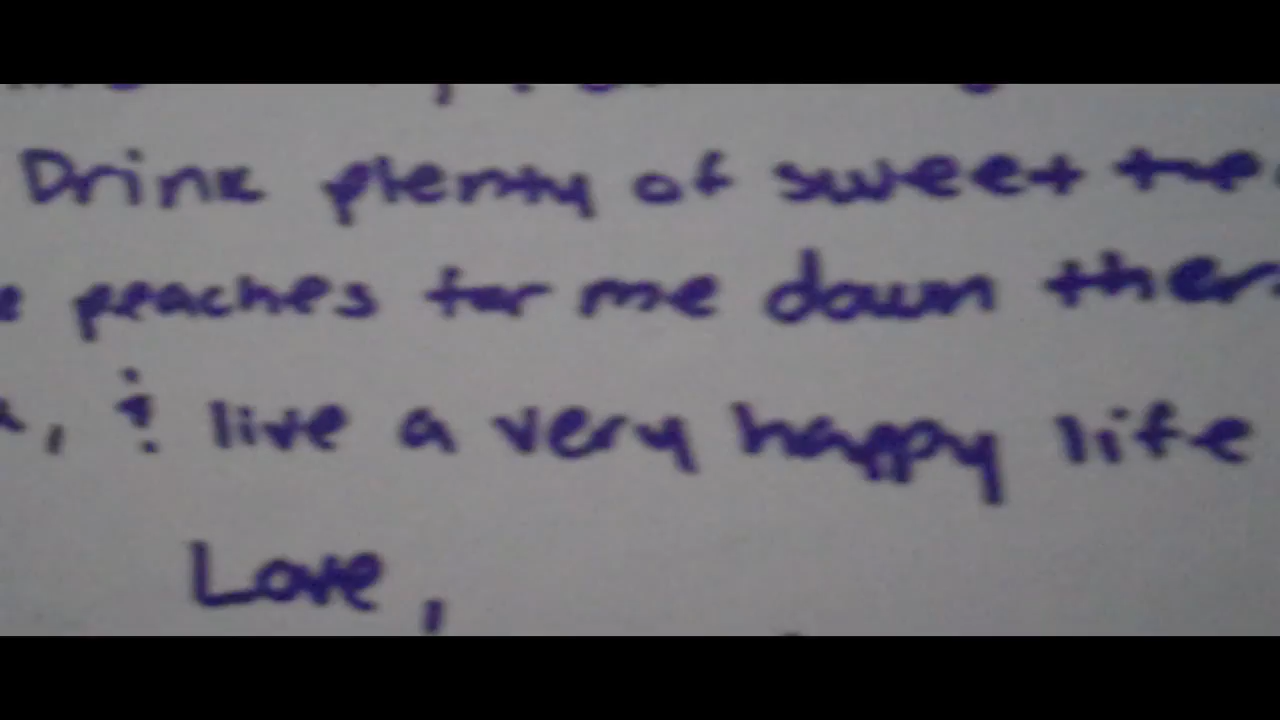 Drink plenty of sweet
peaches for me down
, & live a very happy life
Love,